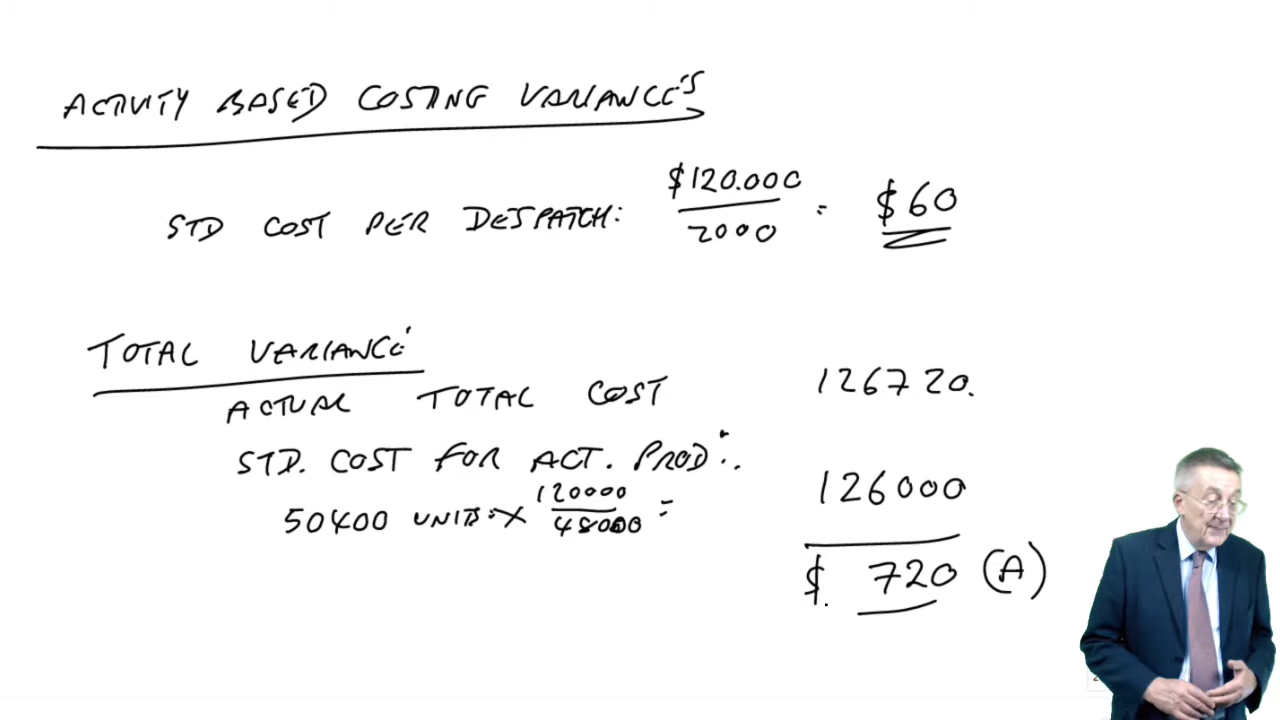 ACTIVITY BASED COSTING VARIANCE'S
STD COST PER DESPATCH: $120.000 / 2000 = $60
TOTAL VARIANCE:
ACTUAL TOTAL COST 126720.
STD. COST FOR ACT. PROD:.
50400 UNITS × 120000 / 48000 = 126000
$ 720 (A)